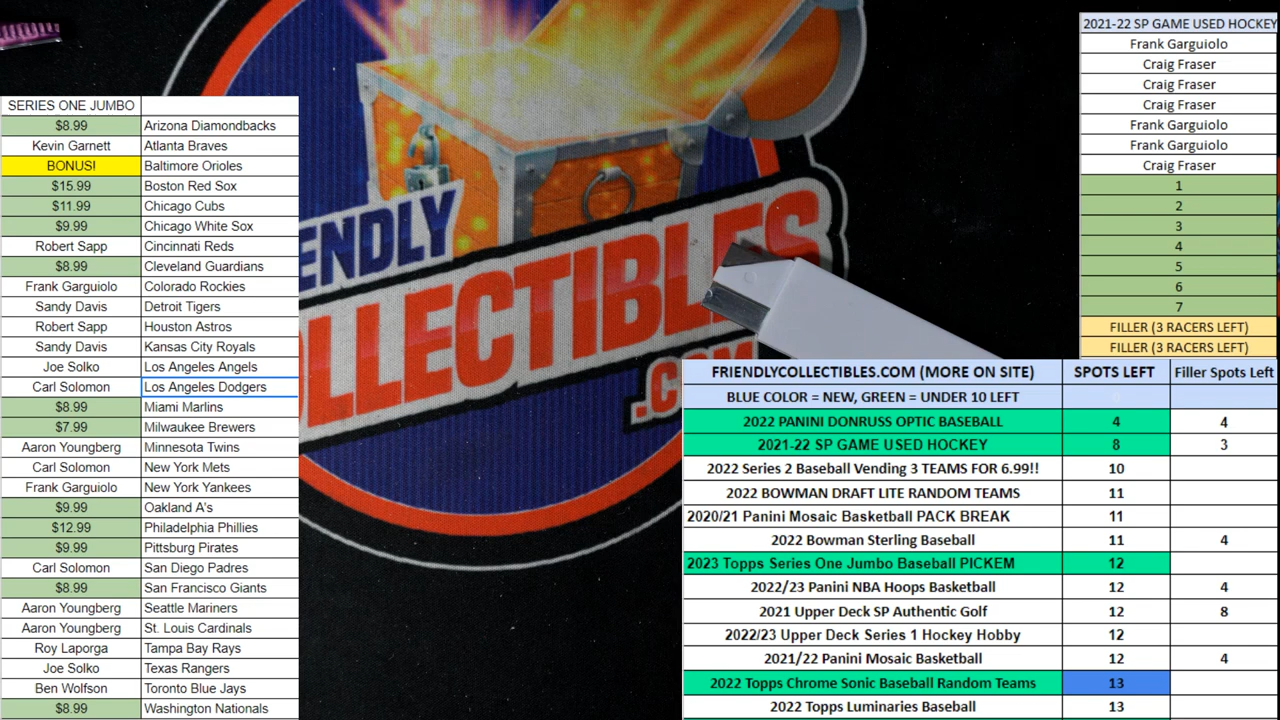 SERIES ONE JUMBO
$8.99 Arizona Diamondbacks
Kevin Garnett Atlanta Braves
BONUS! Baltimore Orioles
$15.99 Boston Red Sox
$11.99 Chicago Cubs
$9.99 Chicago White Sox
Robert Sapp Cincinnati Reds
$8.99 Cleveland Guardians
Frank Garguiolo Colorado Rockies
Sandy Davis Detroit Tigers
Robert Sapp Houston Astros
Sandy Davis Kansas City Royals
Joe Solko Los Angeles Angels
Carl Solomon Los Angeles Dodgers
$8.99 Miami Marlins
$7.99 Milwaukee Brewers
Aaron Youngberg Minnesota Twins
Carl Solomon New York Mets
Frank Garguiolo New York Yankees
$9.99 Oakland A's
$12.99 Philadelphia Phillies
$9.99 Pittsburg Pirates
Carl Solomon San Diego Padres
$8.99 San Francisco Giants
Aaron Youngberg Seattle Mariners
Aaron Youngberg St. Louis Cardinals
Roy Laporga Tampa Bay Rays
Joe Solko Texas Rangers
Ben Wolfson Toronto Blue Jays
$8.99 Washington Nationals
ENDLY
OLLECTIBLES
.COM
2021-22 SP GAME USED HOCKEY
Frank Garguiolo
Craig Fraser
Craig Fraser
Craig Fraser
Frank Garguiolo
Frank Garguiolo
Craig Fraser
1
2
3
4
5
6
7
FILLER (3 RACERS LEFT)
FILLER (3 RACERS LEFT)
FRIENDLYCOLLECTIBLES.COM (MORE ON SITE) SPOTS LEFT Filler Spots Left
BLUE COLOR = NEW, GREEN = UNDER 10 LEFT
2022 PANINI DONRUSS OPTIC BASEBALL 4 4
2021-22 SP GAME USED HOCKEY 8 3
2022 Series 2 Baseball Vending 3 TEAMS FOR 6.99!! 10
2022 BOWMAN DRAFT LITE RANDOM TEAMS 11
2020/21 Panini Mosaic Basketball PACK BREAK 11
2022 Bowman Sterling Baseball 11 4
2023 Topps Series One Jumbo Baseball PICKEM 12
2022/23 Panini NBA Hoops Basketball 12 4
2021 Upper Deck SP Authentic Golf 12 8
2022/23 Upper Deck Series 1 Hockey Hobby 12
2021/22 Panini Mosaic Basketball 12 4
2022 Topps Chrome Sonic Baseball Random Teams 13
2022 Topps Luminaries Baseball 13